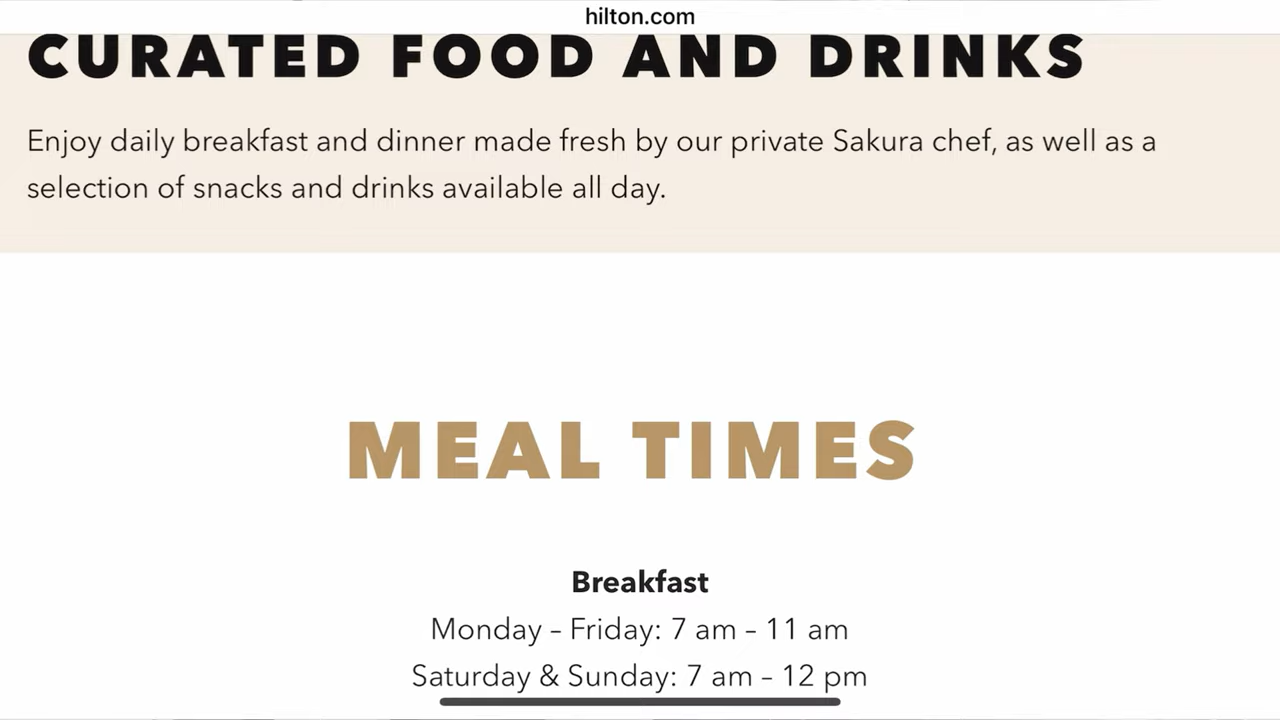 hilton.com
CURATED FOOD AND DRINKS
Enjoy daily breakfast and dinner made fresh by our private Sakura chef, as well as a
selection of snacks and drinks available all day.
MEAL TIMES
Breakfast
Monday – Friday: 7 am – 11 am
Saturday & Sunday: 7 am – 12 pm